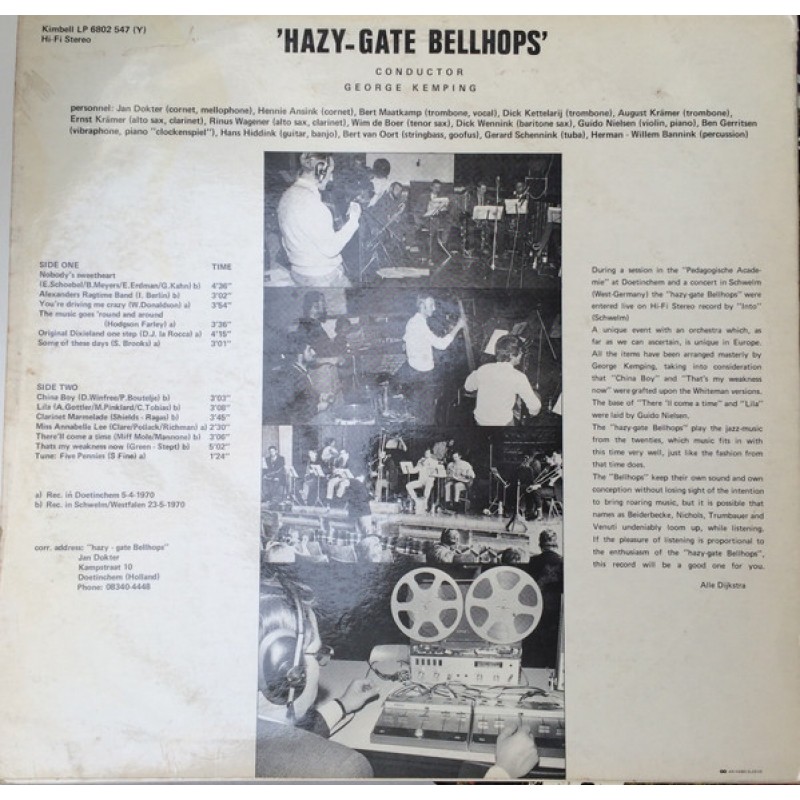 Kimbell LP 6802 547 (Y)
Hi-Fi Stereo
'HAZY-GATE BELLHOPS'
CONDUCTOR
GEORGE KEMPING
personnel: Jan Dokter (cornet, mellophone), Hennie Ansink (cornet), Bert Maatkamp (trombone, vocal), Dick Kettelarij (trombone), August Krämer (trombone),
Ernst Krämer (alto sax, clarinet), Rinus Wagener (alto sax, clarinet), Wim de Boer (tenor sax), Dick Wennink (baritone sax), Guido Nielsen (violin, piano), Ben Gerritsen
(vibraphone, piano "clockenspiel"), Hans Hiddink (guitar, banjo), Bert van Oort (stringbass, goofus), Gerard Schennink (tuba), Herman - Willem Bannink (percussion)
SIDE ONE TIME
Nobody's sweetheart
(E.Schoebel/B.Meyers/E.Erdman/G.Kahn) b) 4'36"
Alexanders Ragtime Band (I. Berlin) b) 3'02"
You're driving me crazy (W.Donaldson) a) 3'54"
The music goes 'round and around
(Hodgson Farley) a) 3'36"
Original Dixieland one step (D.J. la Rocca) a) 4'15"
Some of these days (S. Brooks) a) 3'01"
SIDE TWO
China Boy (D.Winfree/P.Boutelje) b) 3'03"
Lila (A.Gottler/M.Pinklard/C.Tobias) b) 3'08"
Clarinet Marmelade (Shields - Ragas) b) 3'45"
Miss Annabelle Lee (Clare/Pollack/Richman) a) 2'30"
There'll come a time (Miff Mole/Mannone) b) 3'06"
Thats my weakness now (Green - Stept) b) 5'02"
Tune: Five Pennies (S Fine) a) 1'24"
a) Rec. in Doetinchem 5-4-1970
b) Rec. in Schwelm/Westfalen 23-5-1970
corr. address: "hazy - gate Bellhops"
Jan Dokter
Kampstraat 10
Doetinchem (Holland)
Phone: 08340-4448
During a session in the "Pedagogische Acade-
mie" at Doetinchem and a concert in Schwelm
(West-Germany) the "hazy-gate Bellhops" were
entered live on Hi-Fi Stereo record by "Into"
(Schwelm)
A unique event with an orchestra which, as
far as we can ascertain, is unique in Europe.
All the items have been arranged masterly by
George Kemping, taking into consideration
that "China Boy" and "That's my weakness
now" were grafted upon the Whiteman versions.
The base of "There 'll come a time" and "Lila"
were laid by Guido Nielsen.
The "hazy-gate Bellhops" play the jazz-music
from the twenties, which music fits in with
this time very well, just like the fashion from
that time does.
The "Bellhops" keep their own sound and own
conception without losing sight of the intention
to bring roaring music, but it is possible that
names as Beiderbecke, Nichols, Trumbauer and
Venuti undeniably loom up, while listening.
If the pleasure of listening is proportional to
the enthusiasm of the "hazy-gate Bellhops",
this record will be a good one for you.
Alle Dijkstra